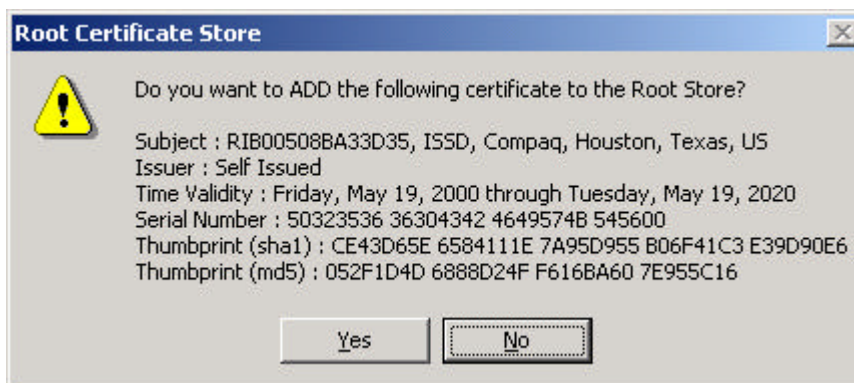 Root Certificate Store
Do you want to ADD the following certificate to the Root Store?
Subject : RIB00508BA33D35, ISSD, Compaq, Houston, Texas, US
Issuer : Self Issued
Time Validity : Friday, May 19, 2000 through Tuesday, May 19, 2020
Serial Number : 50323536 36304342 4649574B 545600
Thumbprint (sha1) : CE43D65E 6584111E 7A95D955 B06F41C3 E39D90E6
Thumbprint (md5) : 052F1D4D 6888D24F F616BA60 7E955C16
Yes No